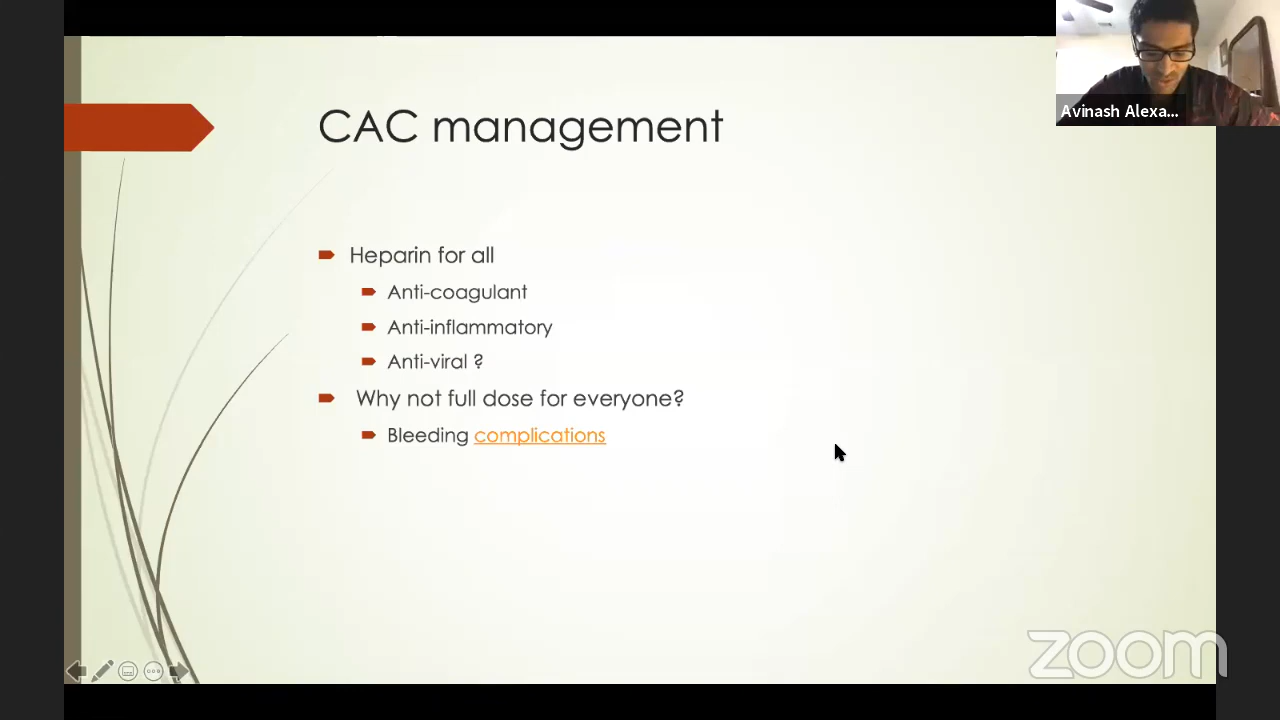 CAC management
Heparin for all
Anti-coagulant
Anti-inflammatory
Anti-viral ?
Why not full dose for everyone?
Bleeding complications
Avinash Alexa...
zoom